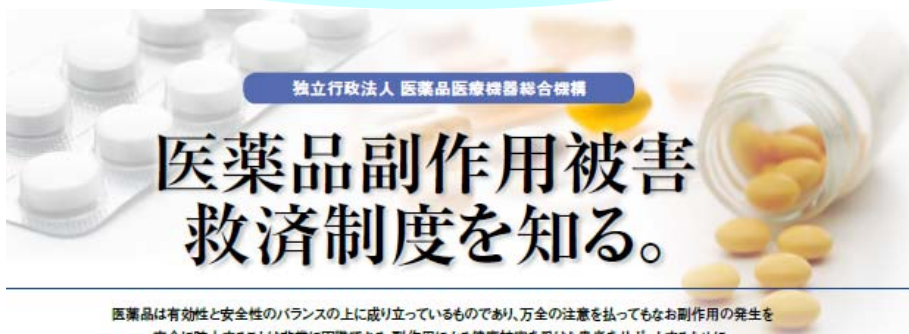 独立行政法人 医薬品医療機器総合機構
医薬品副作用被害
救済制度を知る。
医薬品は有効性と安全性のバランスの上に成り立っているものであり、万全の注意を払ってもなお副作用の発生を